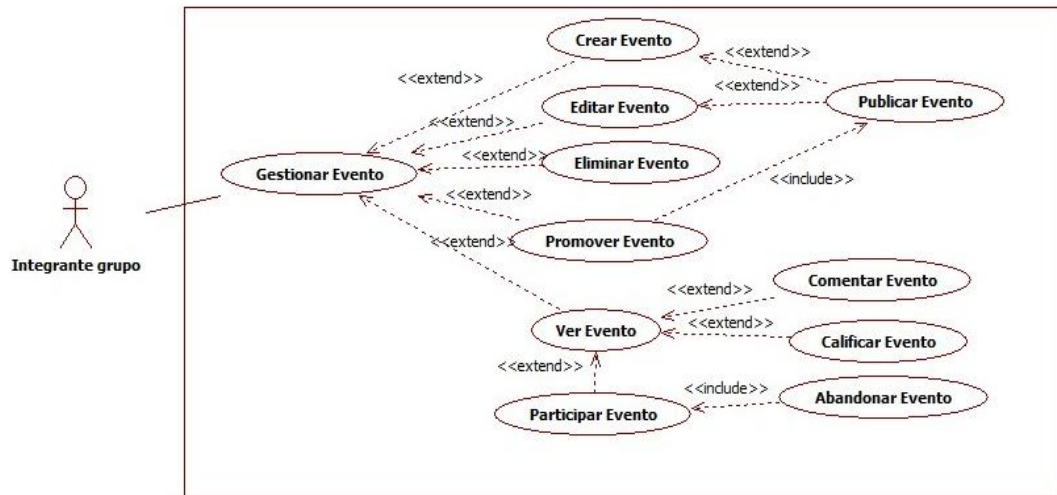 Crear Evento
<<extend>>
<<extend>>
<<extend>>
Editar Evento
Publicar Evento
<<extend>>
<<extend>>
Eliminar Evento
Gestionar Evento
<<include>>
<<extend>>
Promover Evento
<<extend>>
Integrante grupo
Comentar Evento
<<extend>>
Ver Evento
<<extend>>
Calificar Evento
<<extend>>
<<include>>
Abandonar Evento
Participar Evento